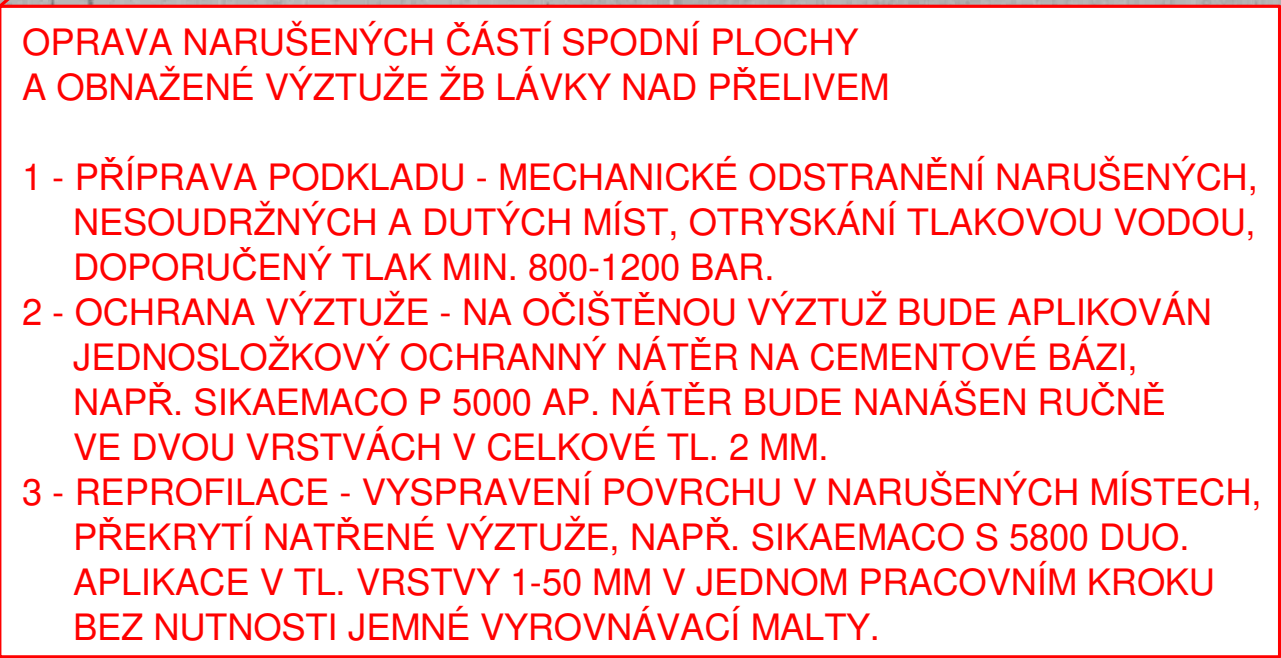 OPRAVA NARUŠENÝCH ČÁSTÍ SPODNÍ PLOCHY
A OBNAŽENÉ VÝZTUŽE ŽB LÁVKY NAD PŘELIVEM
1 - PŘÍPRAVA PODKLADU - MECHANICKÉ ODSTRANĚNÍ NARUŠENÝCH,
NESOUDRŽNÝCH A DUTÝCH MÍST, OTRYSKÁNÍ TLAKOVOU VODOU,
DOPORUČENÝ TLAK MIN. 800-1200 BAR.
2 - OCHRANA VÝZTUŽE - NA OČIŠTĚNOU VÝZTUŽ BUDE APLIKOVÁN
JEDNOSLOŽKOVÝ OCHRANNÝ NÁTĚR NA CEMENTOVÉ BÁZI,
NAPŘ. SIKAEMACO P 5000 AP. NÁTĚR BUDE NANÁŠEN RUČNĚ
VE DVOU VRSTVÁCH V CELKOVÉ TL. 2 MM.
3 - REPROFILACE - VYSPRAVENÍ POVRCHU V NARUŠENÝCH MÍSTECH,
PŘEKRYTÍ NATŘENÉ VÝZTUŽE, NAPŘ. SIKAEMACO S 5800 DUO.
APLIKACE V TL. VRSTVY 1-50 MM V JEDNOM PRACOVNÍM KROKU
BEZ NUTNOSTI JEMNÉ VYROVNÁVACÍ MALTY.